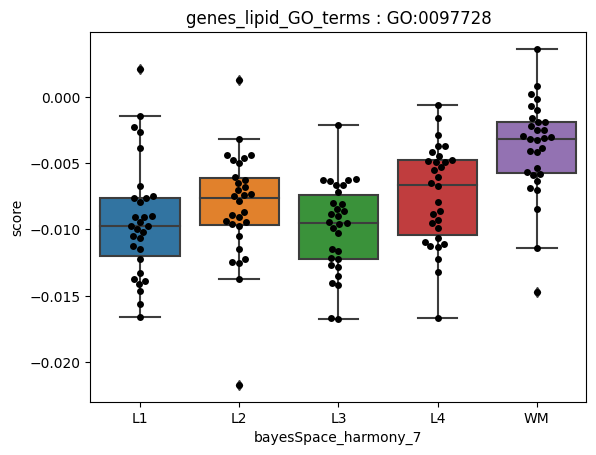 genes_lipid_GO_terms : GO:0097728
0.000
−0.005
−0.010
−0.015
−0.020
score
L1 L2 L3 L4 WM
bayesSpace_harmony_7